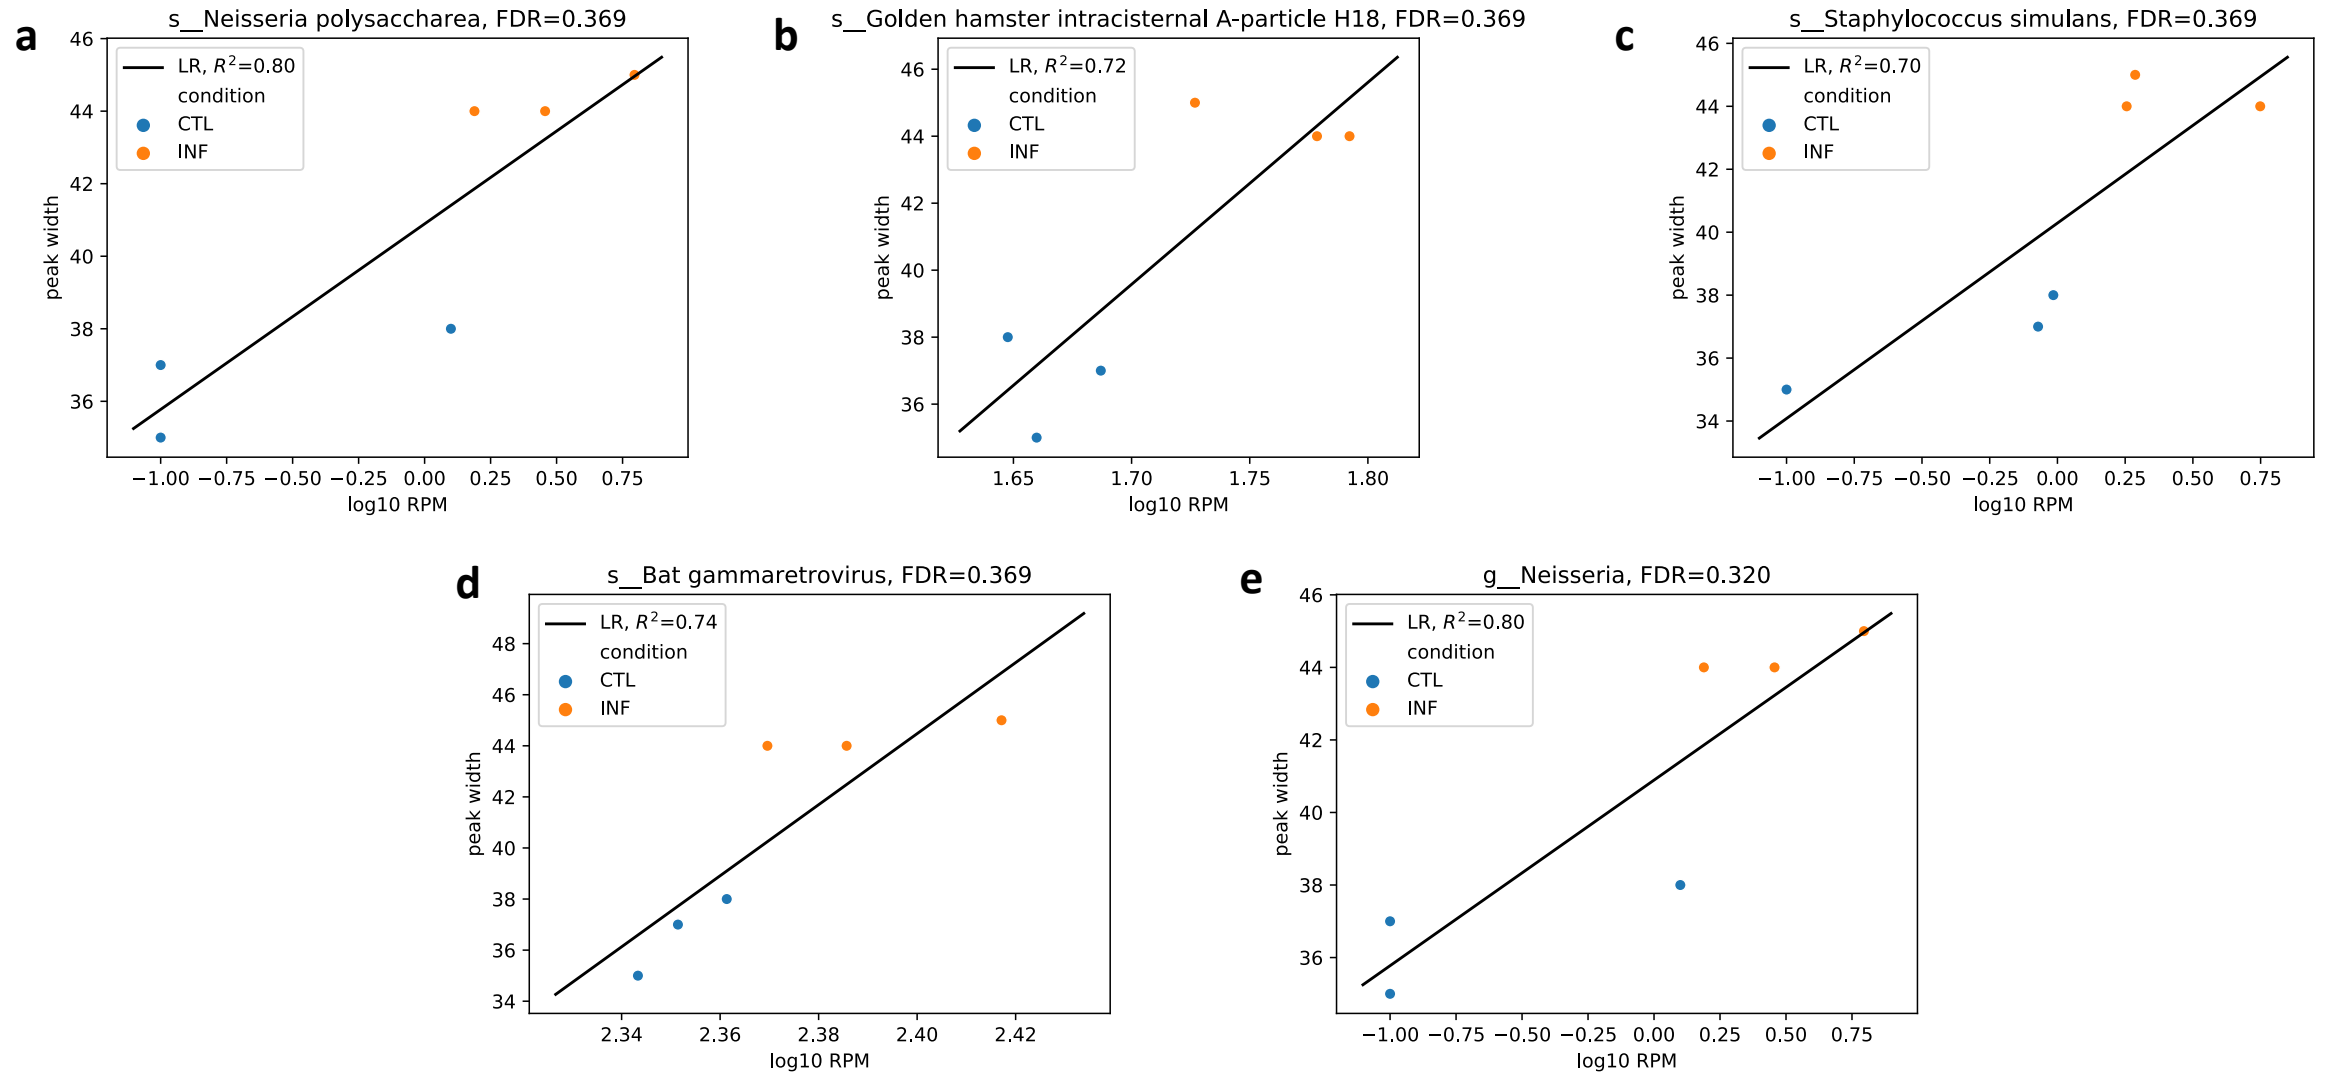 a
s__Neisseria polysaccharea, FDR=0.369
LR, R²=0.80
condition
CTL
INF
46
44
42
40
38
36
peak width
−1.00 −0.75 −0.50 −0.25 0.00 0.25 0.50 0.75
log10 RPM
b
s__Golden hamster intracisternal A-particle H18, FDR=0.369
LR, R²=0.72
condition
CTL
INF
46
44
42
40
38
36
peak width
1.65 1.70 1.75 1.80
log10 RPM
c
s__Staphylococcus simulans, FDR=0.369
LR, R²=0.70
condition
CTL
INF
46
44
42
40
38
36
34
peak width
−1.00 −0.75 −0.50 −0.25 0.00 0.25 0.50 0.75
log10 RPM
d
s__Bat gammaretrovirus, FDR=0.369
LR, R²=0.74
condition
CTL
INF
48
46
44
42
40
38
36
34
peak width
2.34 2.36 2.38 2.40 2.42
log10 RPM
e
g__Neisseria, FDR=0.320
LR, R²=0.80
condition
CTL
INF
46
44
42
40
38
36
peak width
−1.00 −0.75 −0.50 −0.25 0.00 0.25 0.50 0.75
log10 RPM